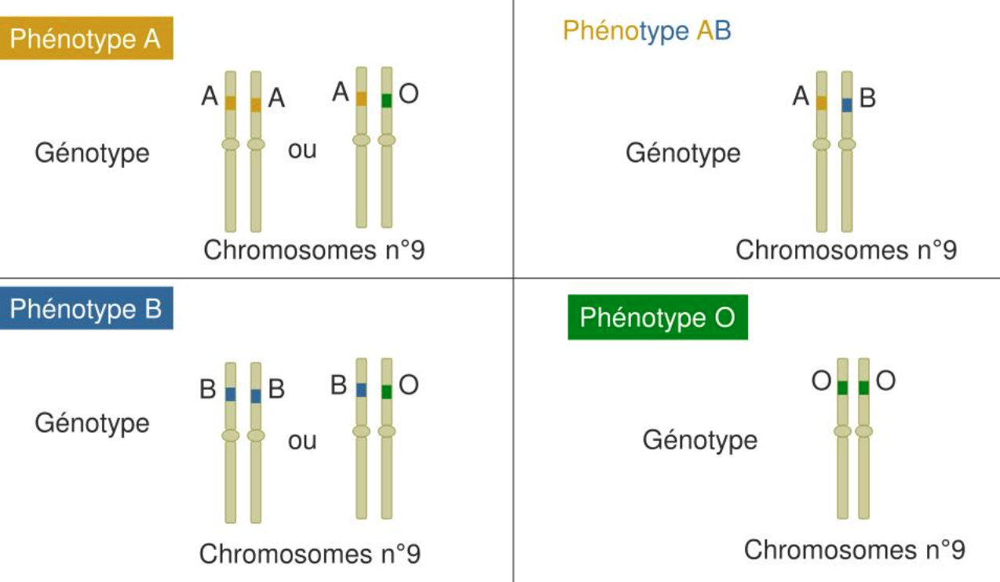 Phénotype A
A A A O
Génotype ou
Chromosomes n°9
Phénotype AB
A B
Génotype
Chromosomes n°9
Phénotype B
B B B O
Génotype ou
Chromosomes n°9
Phénotype O
O O
Génotype
Chromosomes n°9